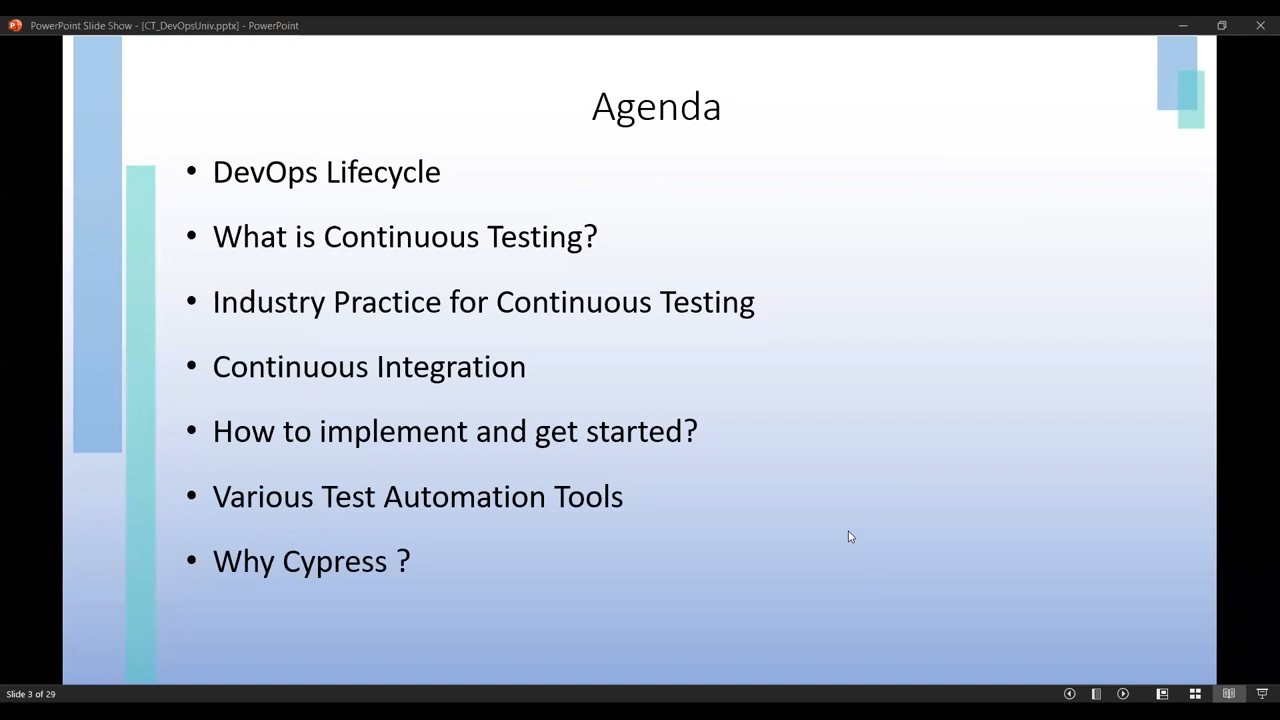 PowerPoint Slide Show - [CT_DevOpsUniv.pptx] - PowerPoint
Agenda
• DevOps Lifecycle
• What is Continuous Testing?
• Industry Practice for Continuous Testing
• Continuous Integration
• How to implement and get started?
• Various Test Automation Tools
• Why Cypress ?
Slide 3 of 29